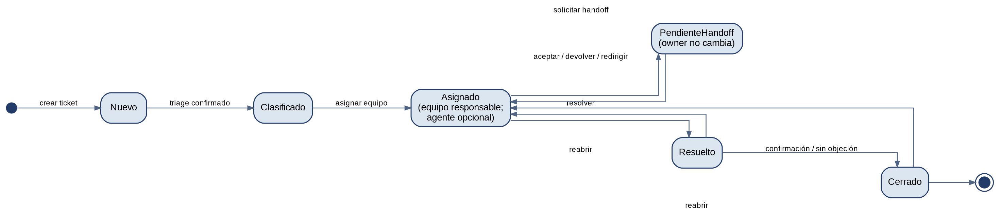 solicitar handoff
PendienteHandoff
(owner no cambia)
aceptar / devolver / redirigir
crear ticket
Nuevo
triage confirmado
Clasificado
asignar equipo
Asignado
(equipo responsable;
agente opcional)
resolver
reabrir
Resuelto
confirmación / sin objeción
Cerrado
reabrir